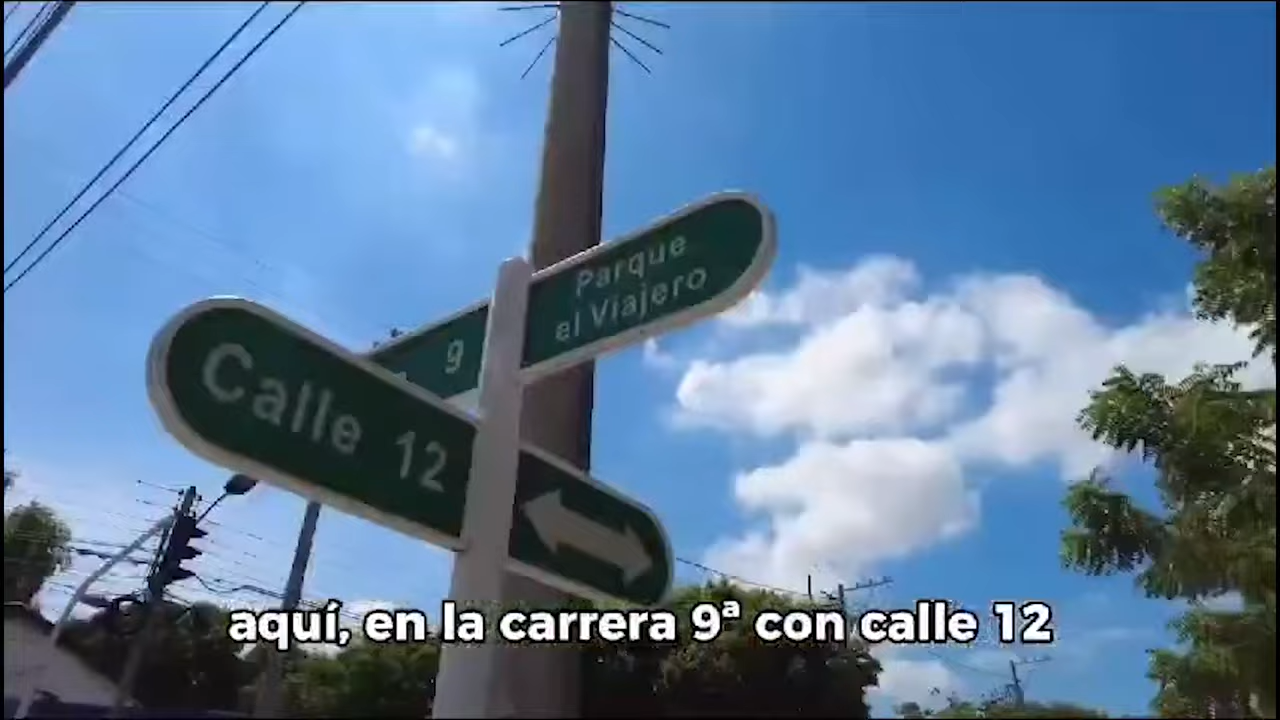 Parque
el Viajero
9
Calle 12
aquí, en la carrera 9ª con calle 12